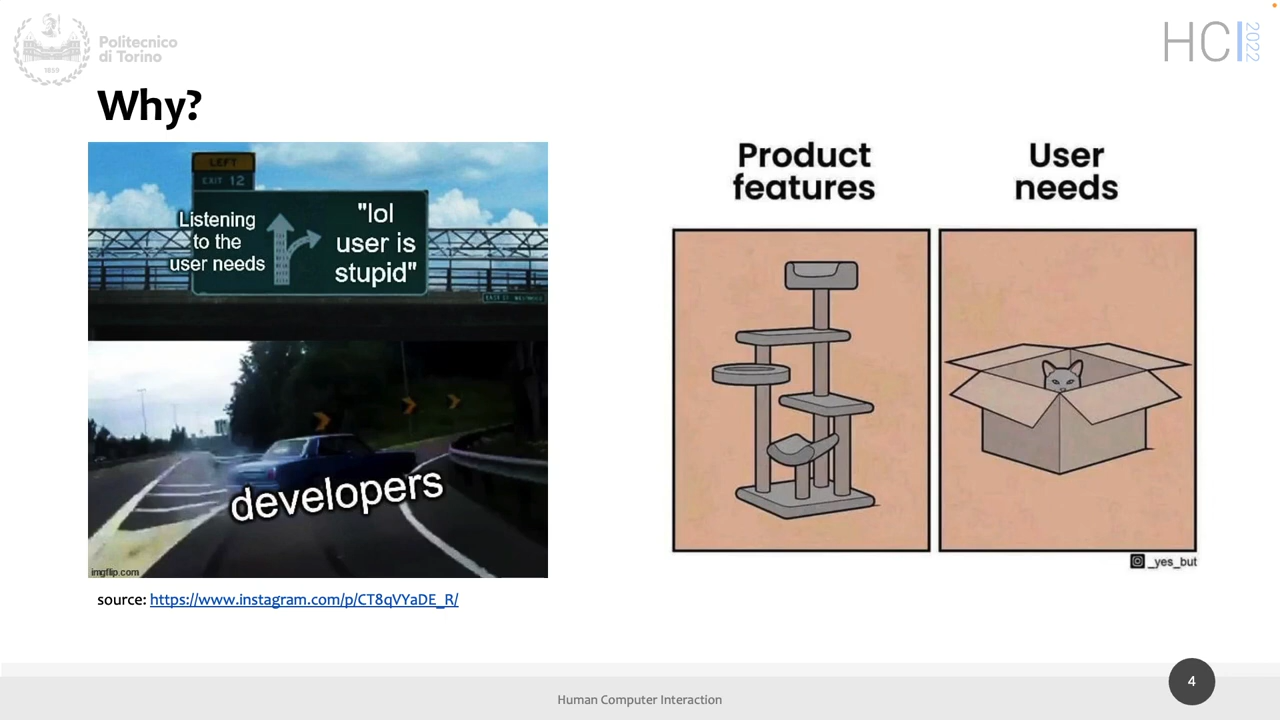 Politecnico
di Torino
1859
HCI 2022
Why?
LEFT
EXIT 12
Listening
to the
user needs
"lol
user is
stupid"
developers
imgflip.com
source: https://www.instagram.com/p/CT8qVYaDE_R/
Product
features
User
needs
_yes_but
Human Computer Interaction
4